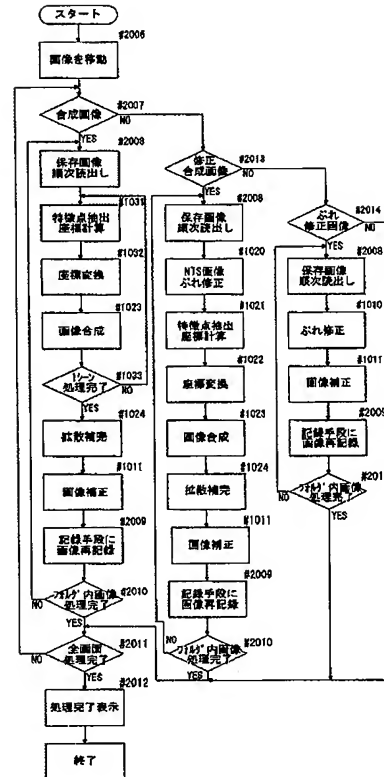 スタート
#2006
画像を移動
#2007
合成画像
NO
YES
#2008
保存画像
順次読出し
#1031
特徴点抽出
座標計算
#1032
座標変換
#1023
画像合成
#1033
1シーン
処理完了
NO
YES
#1024
拡散補完
#1011
画像補正
#2009
記録手段に
画像再記録
#2010
フォルダ内画像
処理完了
NO
YES
#2011
全画面
処理完了
NO
YES
#2012
処理完了表示
終了
#2013
修正
合成画像
NO
YES
#2008
保存画像
順次読出し
#1020
NTS画像
ぶれ修正
#1021
特徴点抽出
座標計算
#1022
座標変換
#1023
画像合成
#1024
拡散補完
#1011
画像補正
#2009
記録手段に
画像再記録
#2010
フォルダ内画像
処理完了
NO
YES
#2014
ぶれ
修正画像
NO
YES
#2008
保存画像
順次読出し
#1010
ぶれ修正
#1011
画像補正
#2009
記録手段に
画像再記録
#201
フォルダ内画像
処理完了
NO
YES